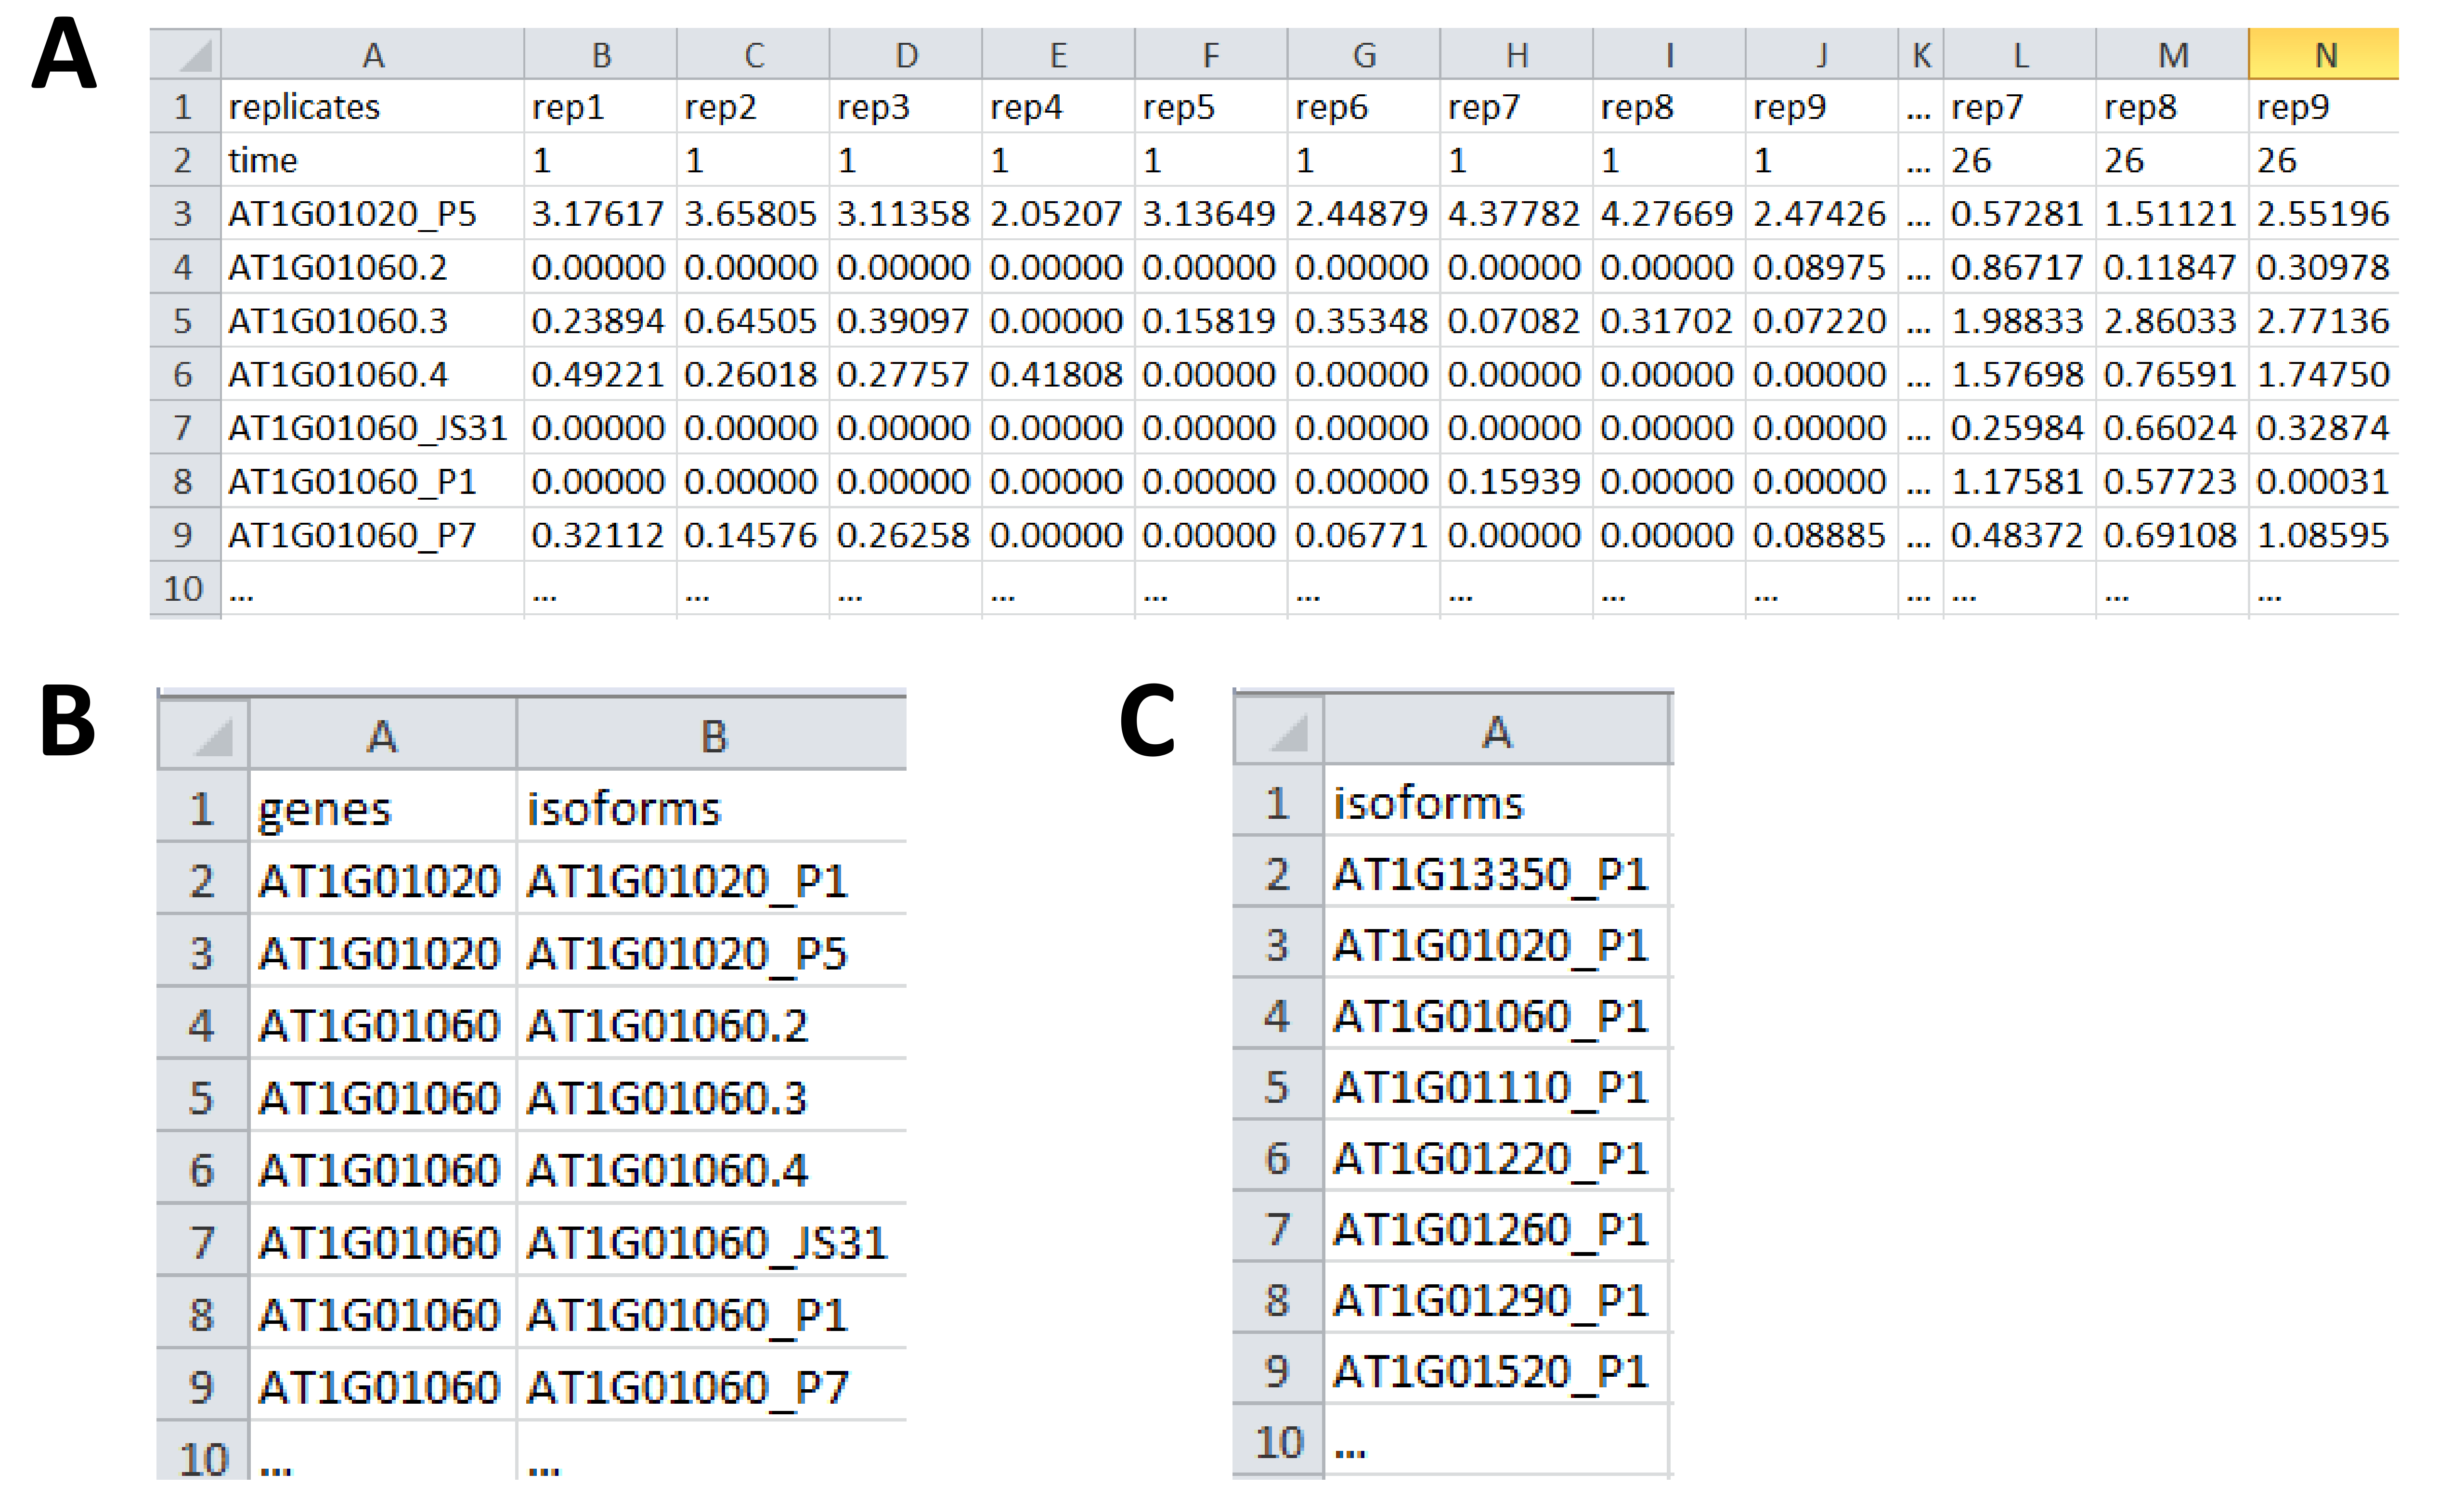 A
A B C D E F G H I J K L M N
1 replicates rep1 rep2 rep3 rep4 rep5 rep6 rep7 rep8 rep9 ... rep7 rep8 rep9
2 time 1 1 1 1 1 1 1 1 1 ... 26 26 26
3 AT1G01020_P5 3.17617 3.65805 3.11358 2.05207 3.13649 2.44879 4.37782 4.27669 2.47426 ... 0.57281 1.51121 2.55196
4 AT1G01060.2 0.00000 0.00000 0.00000 0.00000 0.00000 0.00000 0.00000 0.00000 0.08975 ... 0.86717 0.11847 0.30978
5 AT1G01060.3 0.23894 0.64505 0.39097 0.00000 0.15819 0.35348 0.07082 0.31702 0.07220 ... 1.98833 2.86033 2.77136
6 AT1G01060.4 0.49221 0.26018 0.27757 0.41808 0.00000 0.00000 0.00000 0.00000 0.00000 ... 1.57698 0.76591 1.74750
7 AT1G01060_JS31 0.00000 0.00000 0.00000 0.00000 0.00000 0.00000 0.00000 0.00000 0.00000 ... 0.25984 0.66024 0.32874
8 AT1G01060_P1 0.00000 0.00000 0.00000 0.00000 0.00000 0.00000 0.15939 0.00000 0.00000 ... 1.17581 0.57723 0.00031
9 AT1G01060_P7 0.32112 0.14576 0.26258 0.00000 0.00000 0.06771 0.00000 0.00000 0.08885 ... 0.48372 0.69108 1.08595
10 ... ... ... ... ... ... ... ... ... ... ... ... ... ...
B
A B
1 genes isoforms
2 AT1G01020 AT1G01020_P1
3 AT1G01020 AT1G01020_P5
4 AT1G01060 AT1G01060.2
5 AT1G01060 AT1G01060.3
6 AT1G01060 AT1G01060.4
7 AT1G01060 AT1G01060_JS31
8 AT1G01060 AT1G01060_P1
9 AT1G01060 AT1G01060_P7
10 ... ...
C
A
1 isoforms
2 AT1G13350_P1
3 AT1G01020_P1
4 AT1G01060_P1
5 AT1G01110_P1
6 AT1G01220_P1
7 AT1G01260_P1
8 AT1G01290_P1
9 AT1G01520_P1
10 ...